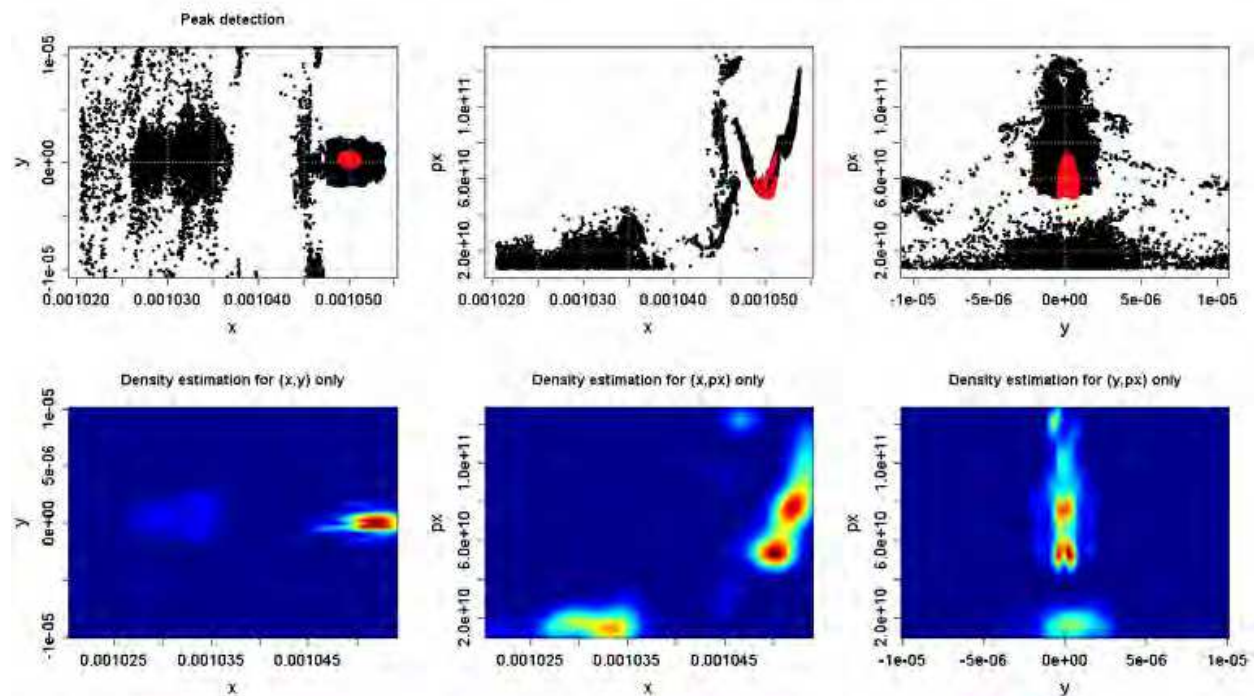 Peak detection
1e-05
0e+00
-1e-05
y
0.001020 0.001030 0.001040 0.001050
x
1.0e+11
6.0e+10
2.0e+10
px
0.001020 0.001030 0.001040 0.001050
x
1.0e+11
6.0e+10
2.0e+10
px
-1e-05 -5e-06 0e+00 5e-06 1e-05
y
Density estimation for (x,y) only
1e-05
5e-06
0e+00
-1e-05
y
0.001025 0.001035 0.001045
x
Density estimation for (x,px) only
1.0e+11
6.0e+10
2.0e+10
px
0.001025 0.001035 0.001045
x
Density estimation for (y,px) only
1.0e+11
6.0e+10
2.0e+10
px
-1e-05 -5e-06 0e+00 5e-06 1e-05
y